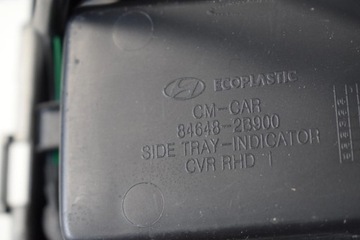 ECOPLASTIC
CM-CAR
84648-2B900
SIDE TRAY-INDICATOR
CVR RHD 1